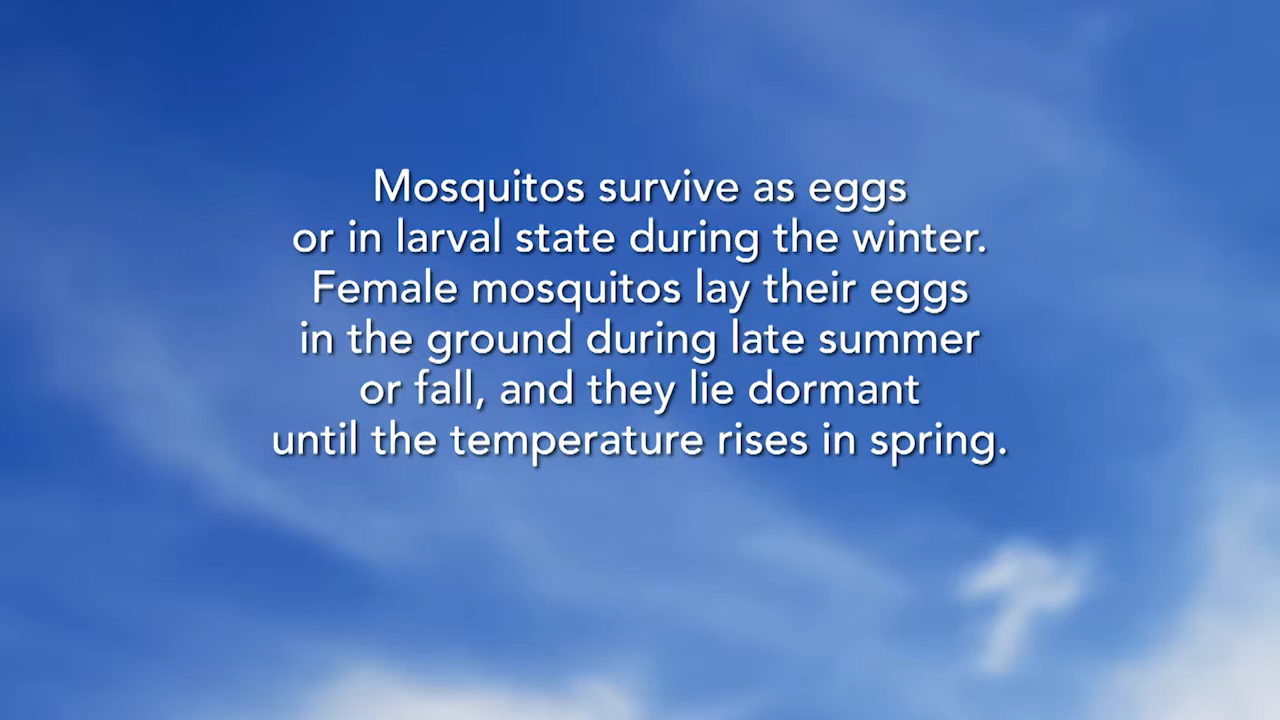 Mosquitos survive as eggs
or in larval state during the winter.
Female mosquitos lay their eggs
in the ground during late summer
or fall, and they lie dormant
until the temperature rises in spring.